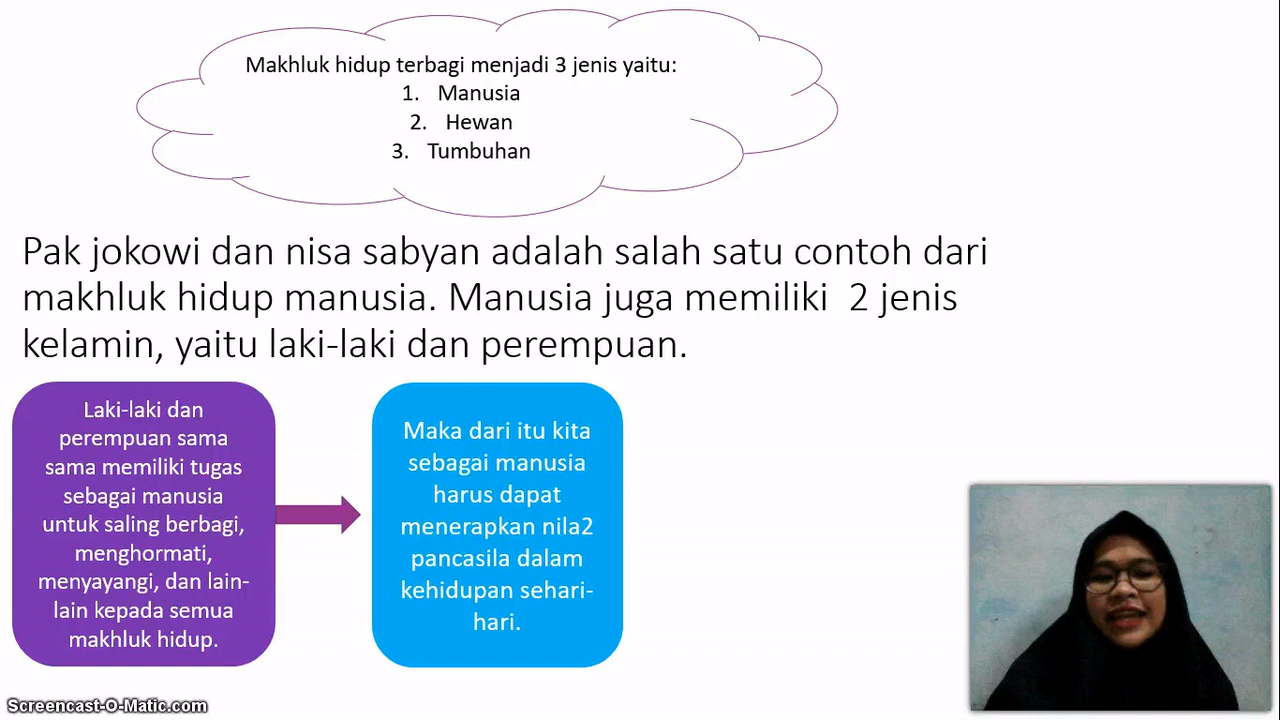 Makhluk hidup terbagi menjadi 3 jenis yaitu:
1. Manusia
2. Hewan
3. Tumbuhan
Pak jokowi dan nisa sabyan adalah salah satu contoh dari
makhluk hidup manusia. Manusia juga memiliki 2 jenis
kelamin, yaitu laki-laki dan perempuan.
Laki-laki dan
perempuan sama
sama memiliki tugas
sebagai manusia
untuk saling berbagi,
menghormati,
menyayangi, dan lain-
lain kepada semua
makhluk hidup.
Maka dari itu kita
sebagai manusia
harus dapat
menerapkan nila2
pancasila dalam
kehidupan sehari-
hari.
Screencast-O-Matic.com